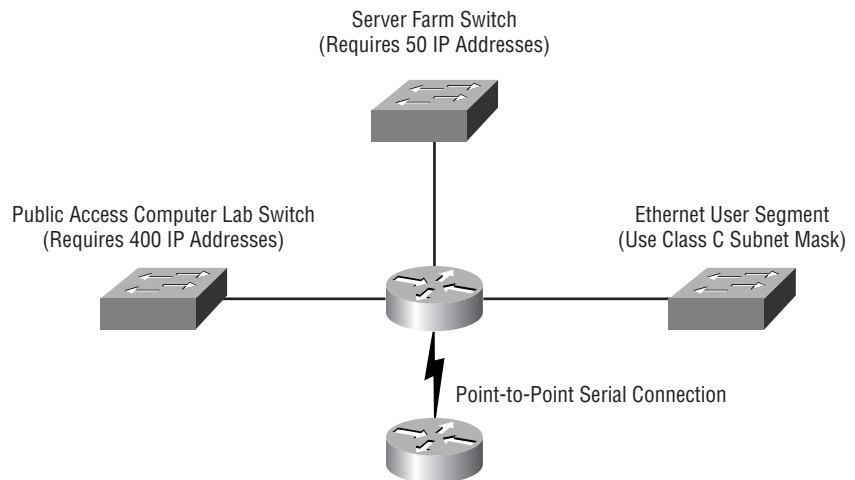 Server Farm Switch
(Requires 50 IP Addresses)
Public Access Computer Lab Switch
(Requires 400 IP Addresses)
Ethernet User Segment
(Use Class C Subnet Mask)
Point-to-Point Serial Connection